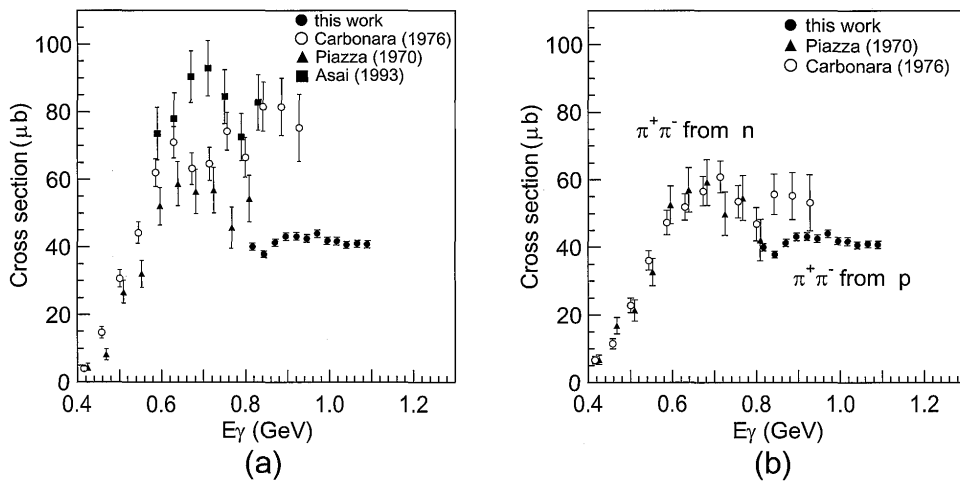 this work
Carbonara (1976)
Piazza (1970)
Asai (1993)
100
80
60
40
20
0
Cross section (μb)
0.4 0.6 0.8 1.0 1.2
Eγ (GeV)
(a)
this work
Piazza (1970)
Carbonara (1976)
100
80
60
40
20
0
Cross section (μb)
π⁺π⁻ from n
π⁺π⁻ from p
0.4 0.6 0.8 1.0 1.2
Eγ (GeV)
(b)